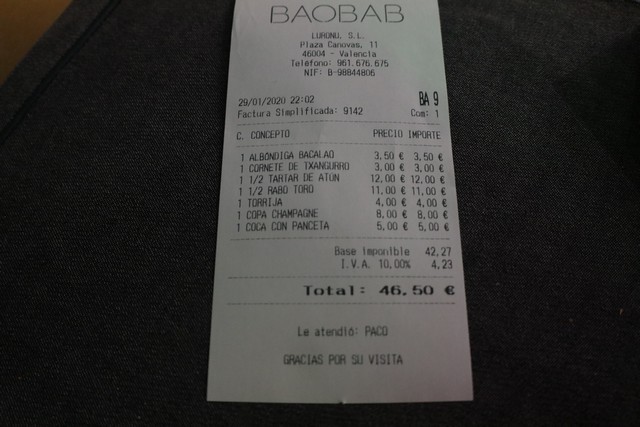 BAOBAB
LURONU, S.L.
Plaza Canovas, 11
46004 - Valencia
Teléfono: 961.676.675
NIF: B-98844806
BA 9
29/01/2020 22:02
Factura Simplificada: 9142 Com: 1
C. CONCEPTO PRECIO IMPORTE
1 ALBÓNDIGA BACALAO 3,50 € 3,50 €
1 CORNETE DE TXANGURRO 3,00 € 3,00 €
1 1/2 TARTAR DE ATÚN 12,00 € 12,00 €
1 1/2 RABO TORO 11,00 € 11,00 €
1 TORRIJA 4,00 € 4,00 €
1 COPA CHAMPAGNE 8,00 € 8,00 €
1 COCA CON PANCETA 5,00 € 5,00 €
Base imponible 42,27
I.V.A. 10,00% 4,23
Total: 46,50 €
Le atendió: PACO
GRACIAS POR SU VISITA